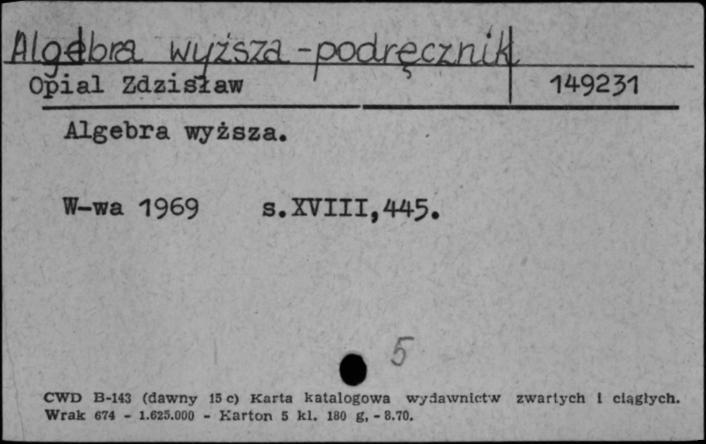 Algebra wyższa - podręcznik
Opial Zdzisław 149231
Algebra wyższa.
W-wa 1969 s.XVIII,445.
5
CWD B-143 (dawny 15 c) Karta katalogowa wydawnictw zwartych i ciągłych.
Wrak 674 - 1.625.000 - Karton 5 kl. 180 g. - 8.70.